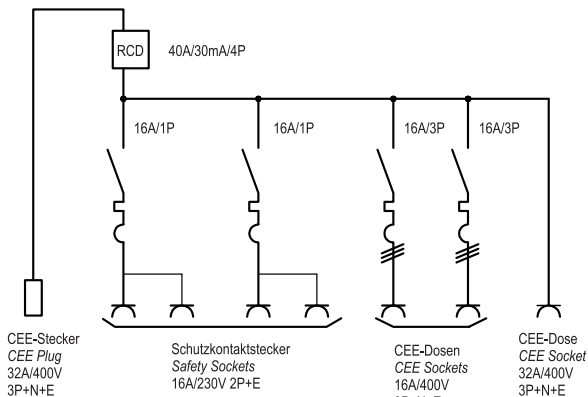 RCD
40A/30mA/4P
16A/1P
16A/1P
16A/3P
16A/3P
CEE-Stecker
CEE Plug
32A/400V
3P+N+E
Schutzkontaktstecker
Safety Sockets
16A/230V 2P+E
CEE-Dosen
CEE Sockets
16A/400V
CEE-Dose
CEE Socket
32A/400V
3P+N+E